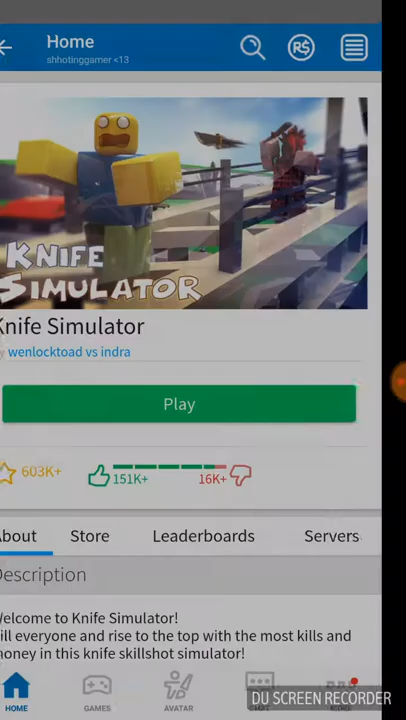 Home
shhotinggamer <13
R$
KNIFE
SIMULATOR
Knife Simulator
wenlocktoad vs indra
Play
603K+
151K+
16K+
About
Store
Leaderboards
Servers
Description
Welcome to Knife Simulator!
Kill everyone and rise to the top with the most kills and
money in this knife skillshot simulator!
HOME
GAMES
AVATAR
CHAT
DU SCREEN RECORDER